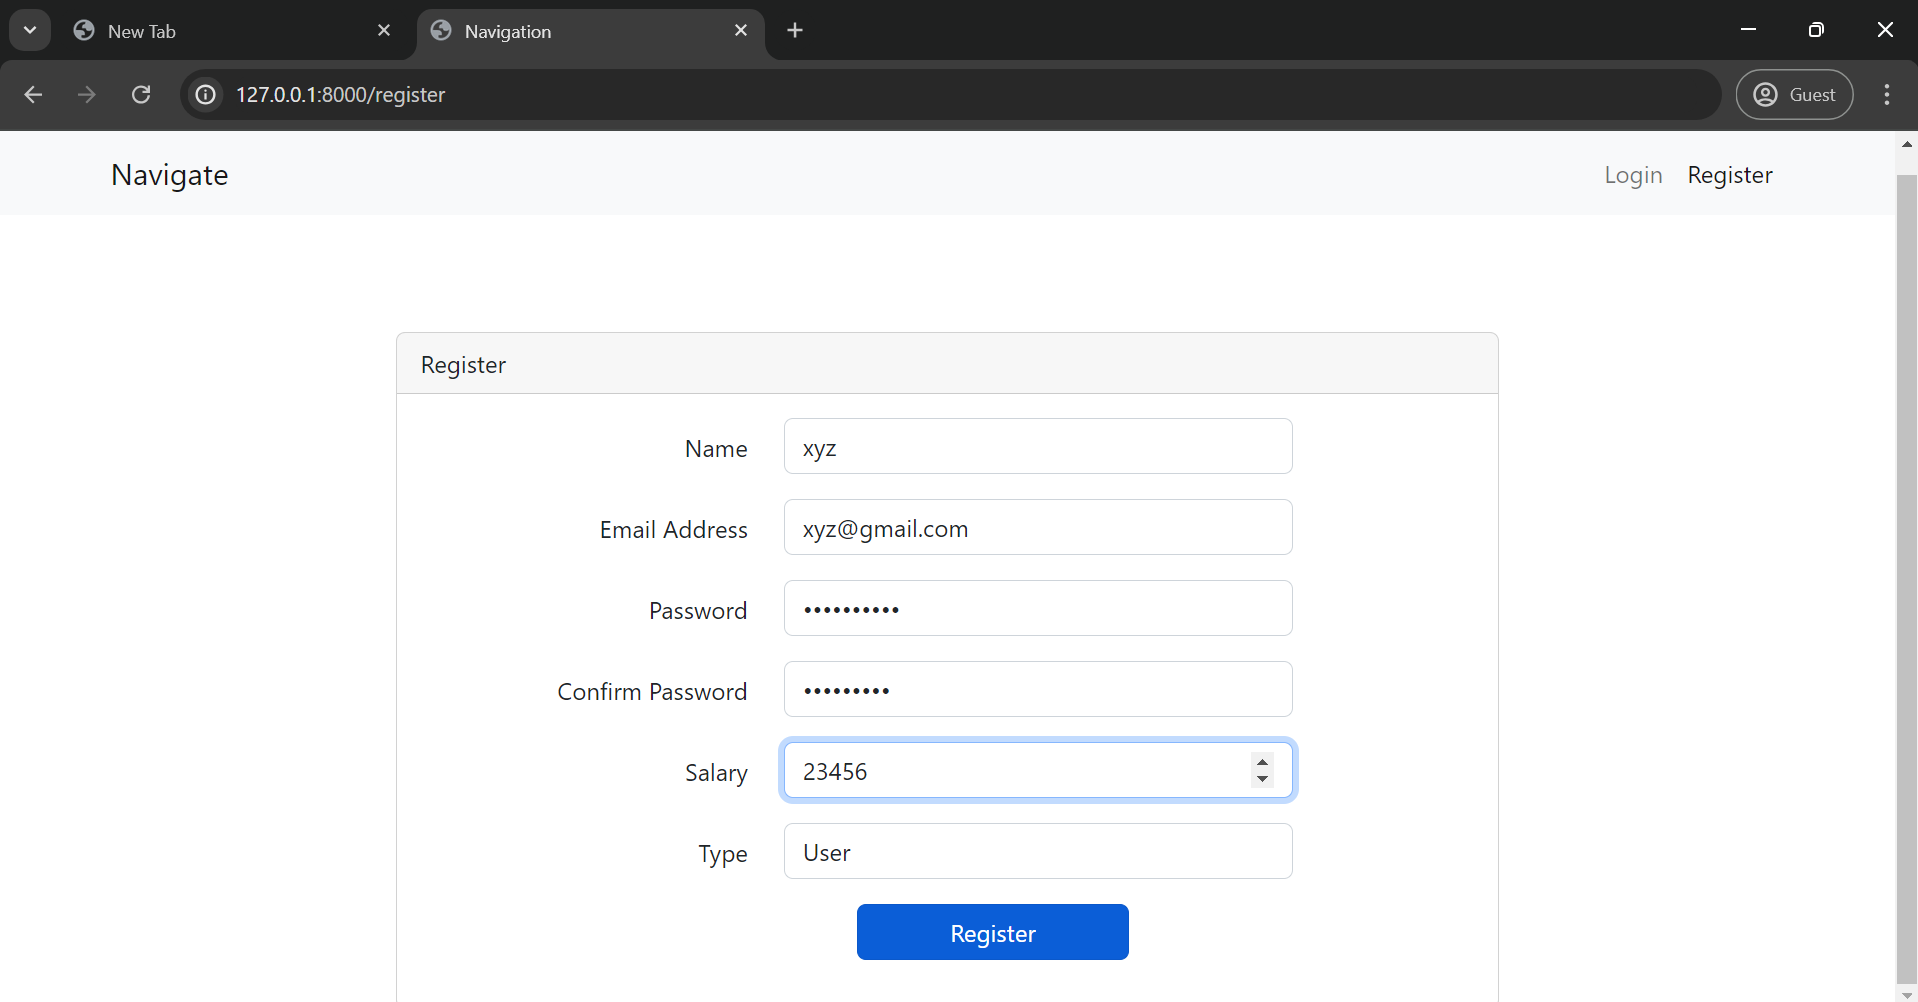 New Tab
Navigation
127.0.0.1:8000/register
Guest
Navigate
Login Register
Register
Name xyz
Email Address xyz@gmail.com
Password ••••••••••
Confirm Password •••••••••
Salary 23456
Type User
Register